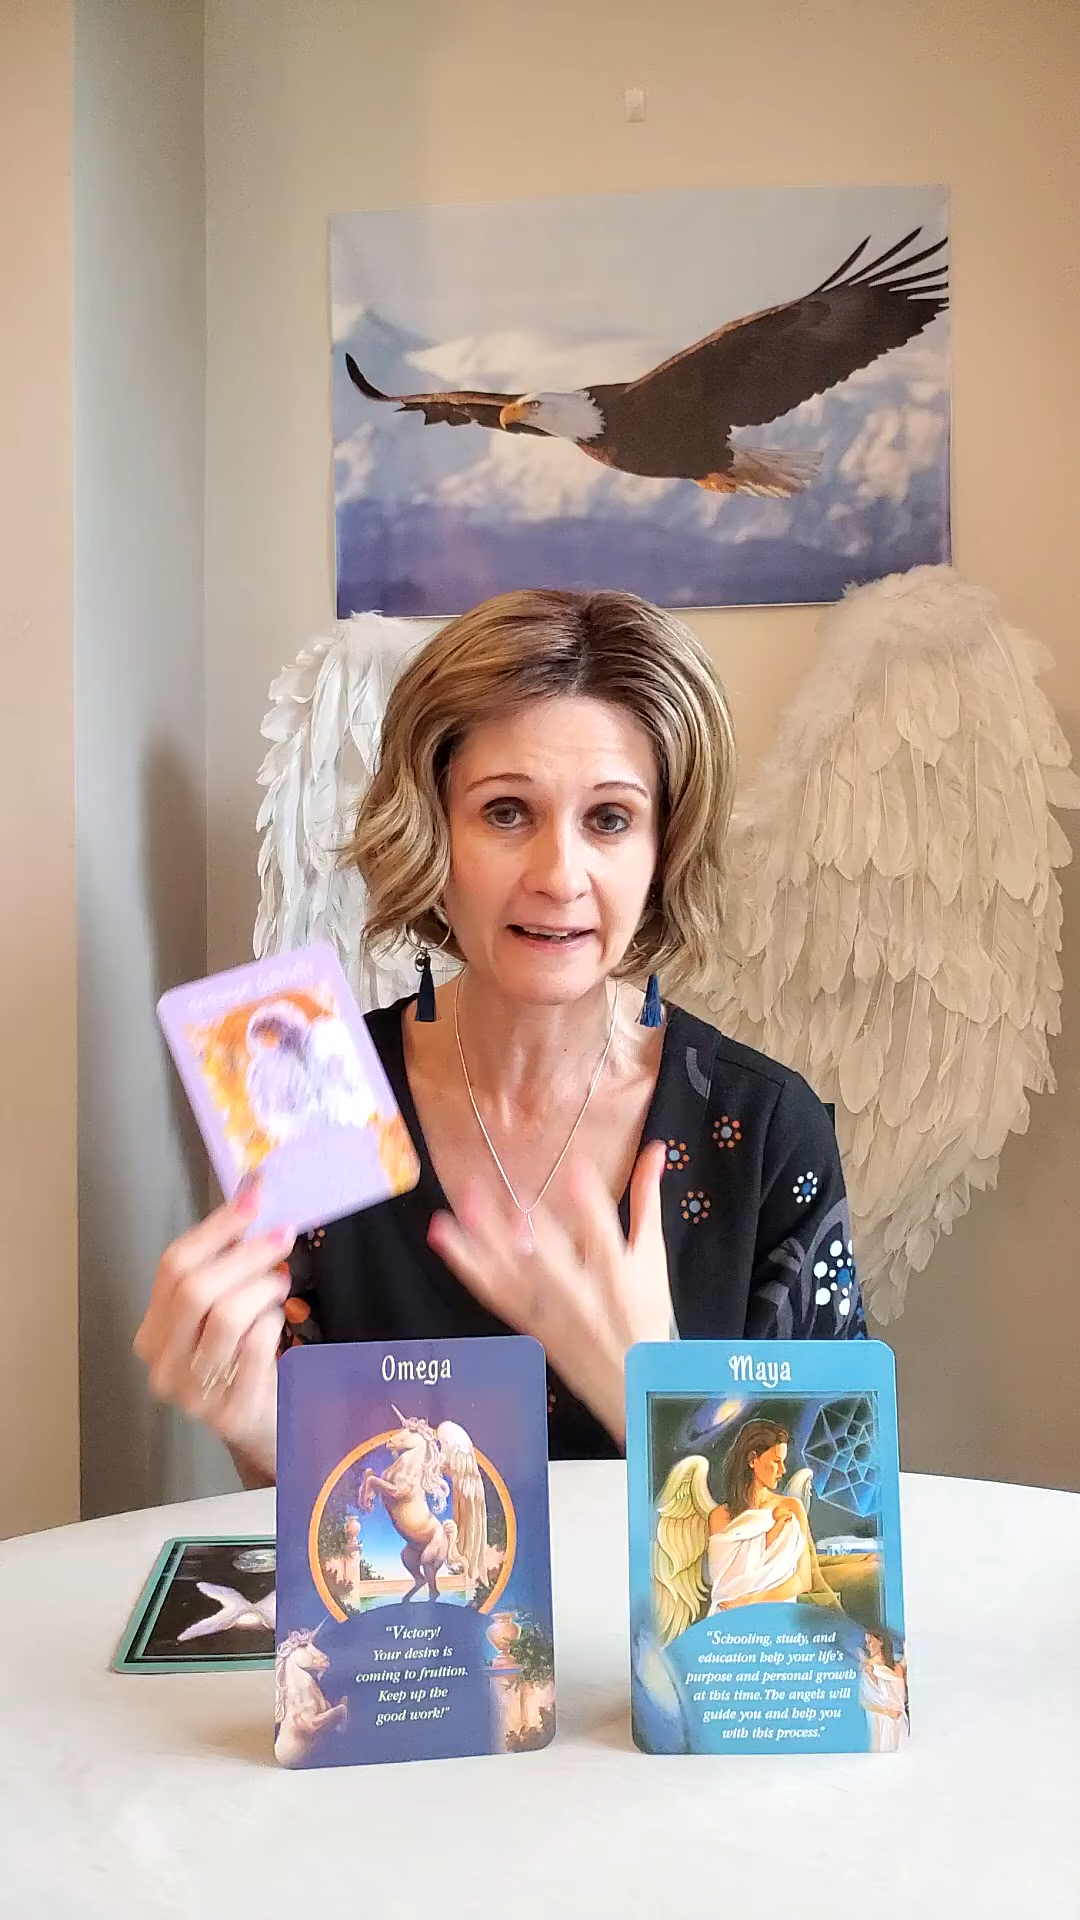 Omega
"Victory!
Your desire is
coming to fruition.
Keep up the
good work!"
Maya
"Schooling, study, and
education help your life's
purpose and personal growth
at this time. The angels will
guide you and help you
with this process."